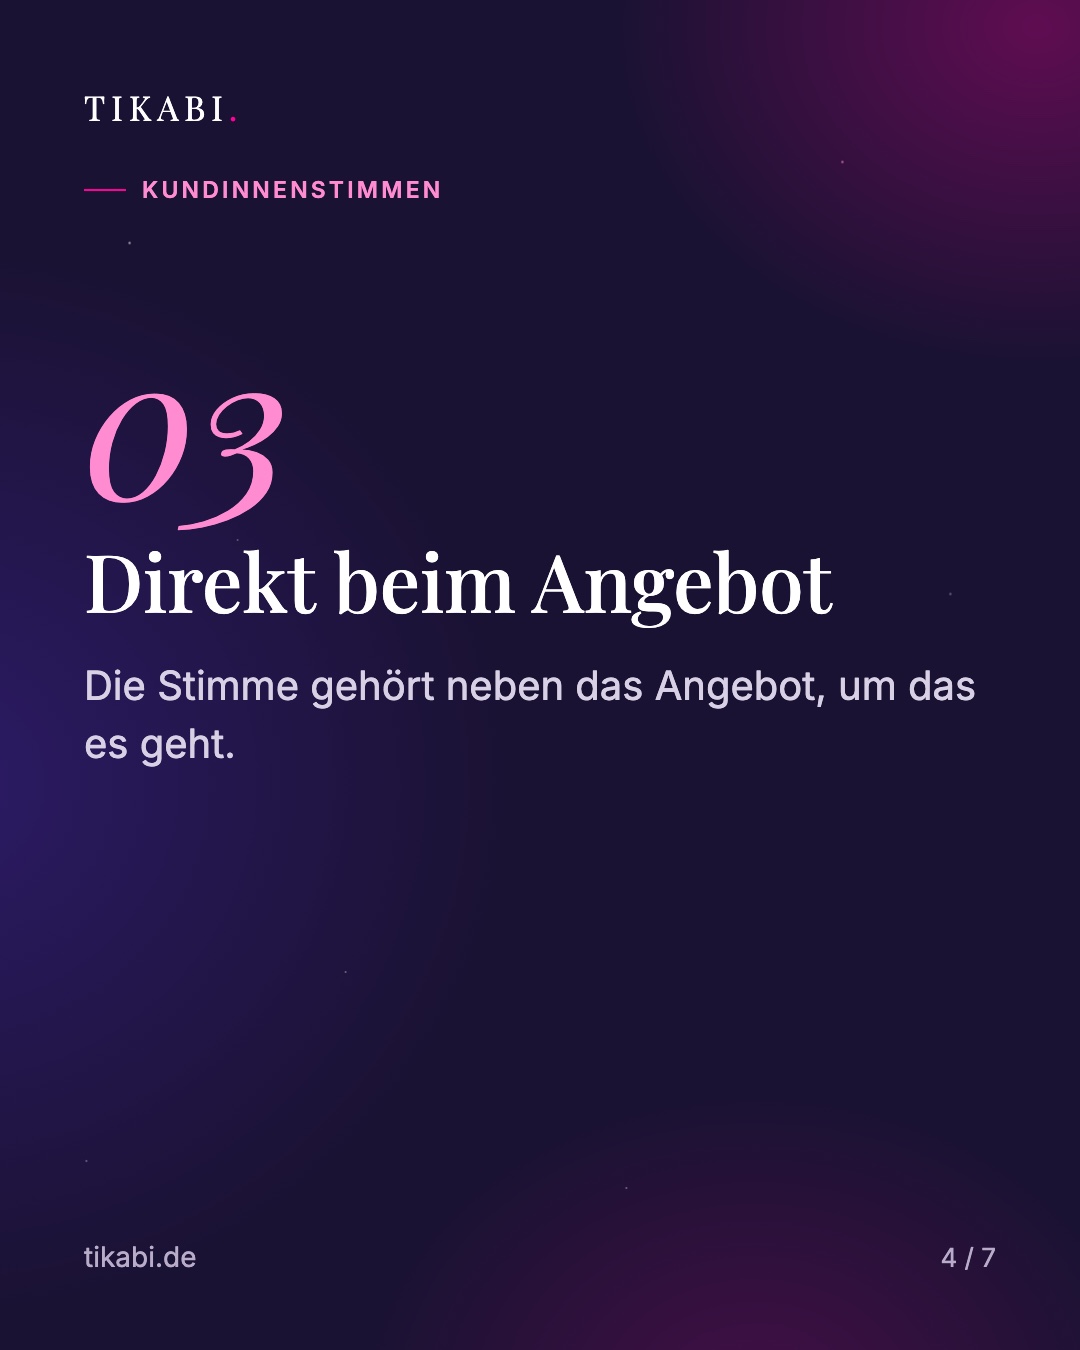 TIKABI.
KUNDINNENSTIMMEN
03
Direkt beim Angebot
Die Stimme gehört neben das Angebot, um das
es geht.
tikabi.de
4 / 7